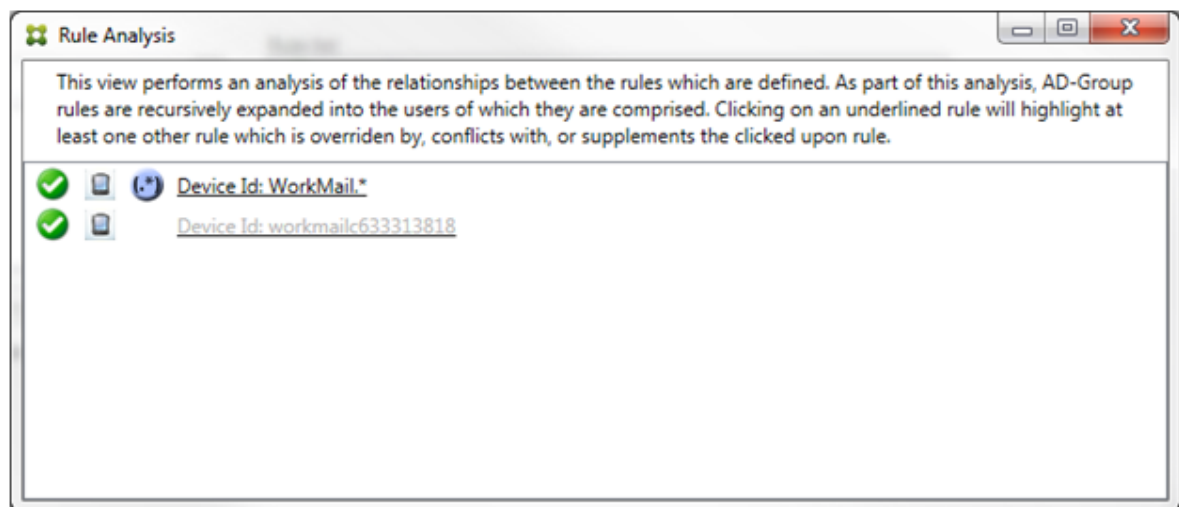 Rule Analysis
This view performs an analysis of the relationships between the rules which are defined. As part of this analysis, AD-Group
rules are recursively expanded into the users of which they are comprised. Clicking on an underlined rule will highlight at
least one other rule which is overriden by, conflicts with, or supplements the clicked upon rule.
(.*) Device Id: WorkMail.*
Device Id: workmailc633313818